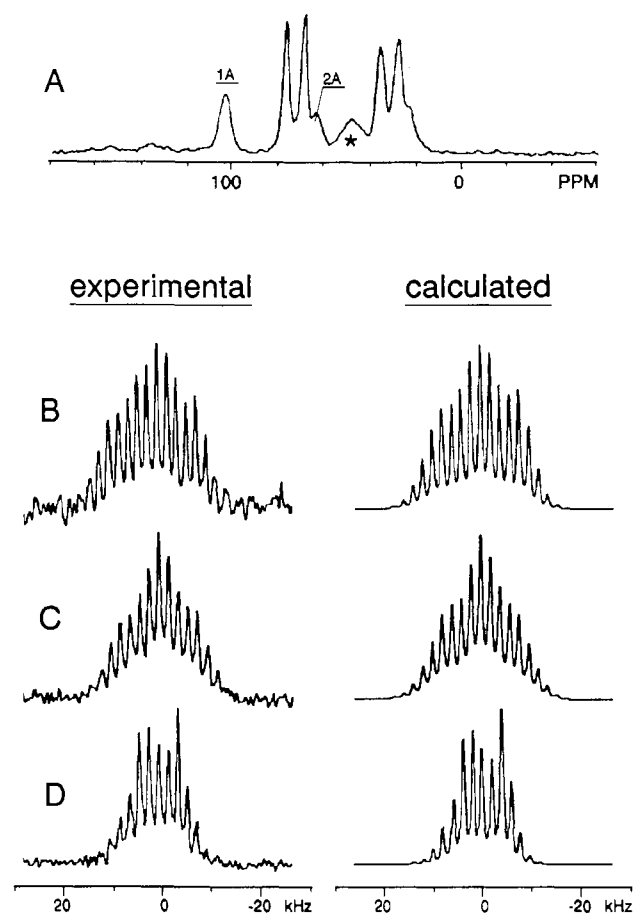 A
1A
2A
*
100
0
PPM
experimental
calculated
B
C
D
20
0
-20
kHz
20
0
-20
kHz